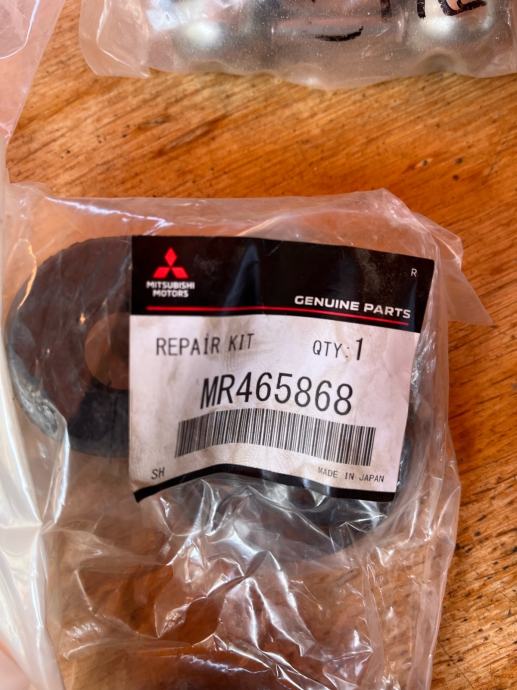 R
MITSUBISHI
MOTORS
GENUINE PARTS
REPAIR KIT QTY:1
MR465868
SH MADE IN JAPAN